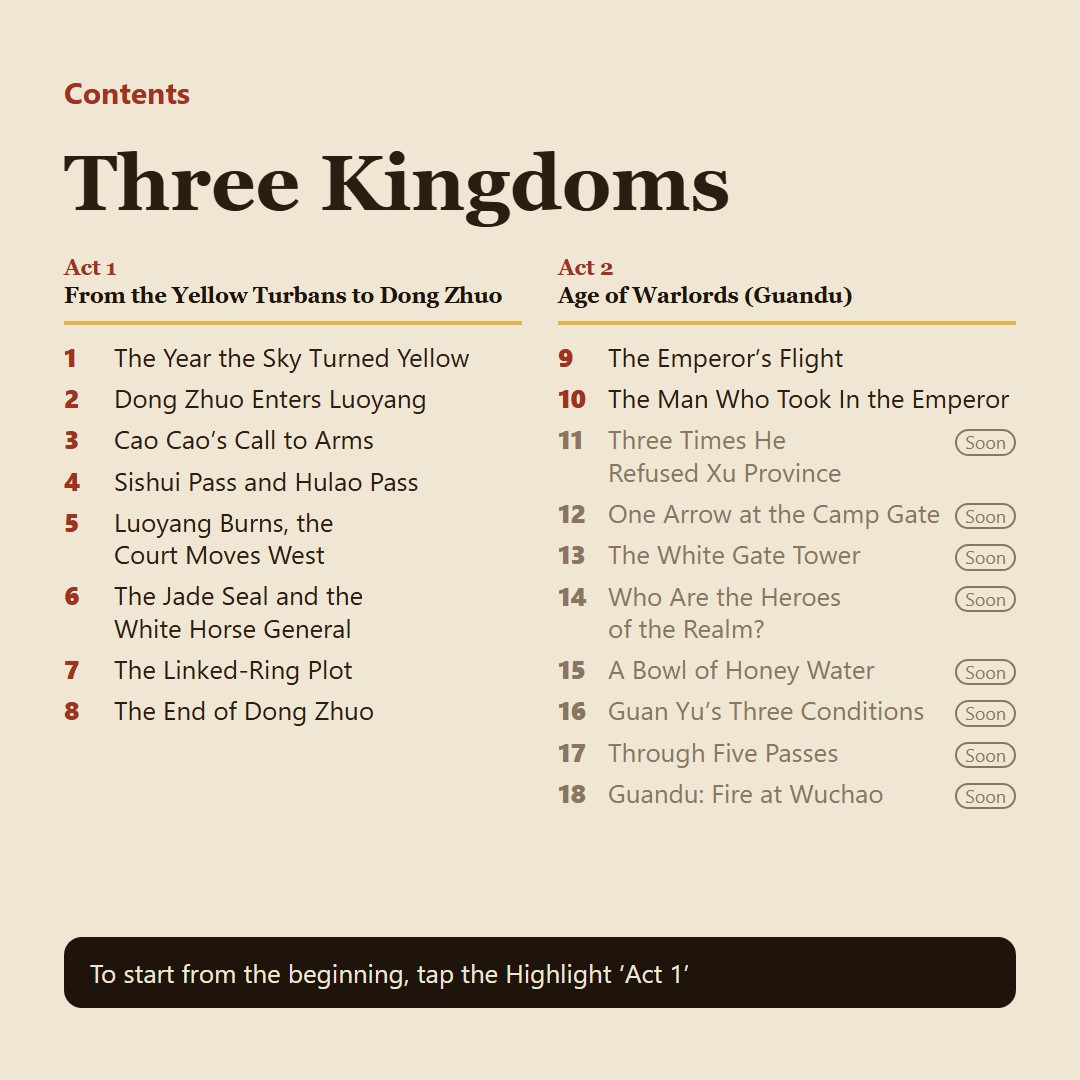 Contents
Three Kingdoms
Act 1
From the Yellow Turbans to Dong Zhuo
1 The Year the Sky Turned Yellow
2 Dong Zhuo Enters Luoyang
3 Cao Cao’s Call to Arms
4 Sishui Pass and Hulao Pass
5 Luoyang Burns, the
Court Moves West
6 The Jade Seal and the
White Horse General
7 The Linked-Ring Plot
8 The End of Dong Zhuo
Act 2
Age of Warlords (Guandu)
9 The Emperor’s Flight
10 The Man Who Took In the Emperor
11 Three Times He Soon
Refused Xu Province
12 One Arrow at the Camp Gate Soon
13 The White Gate Tower Soon
14 Who Are the Heroes Soon
of the Realm?
15 A Bowl of Honey Water Soon
16 Guan Yu’s Three Conditions Soon
17 Through Five Passes Soon
18 Guandu: Fire at Wuchao Soon
To start from the beginning, tap the Highlight ‘Act 1’